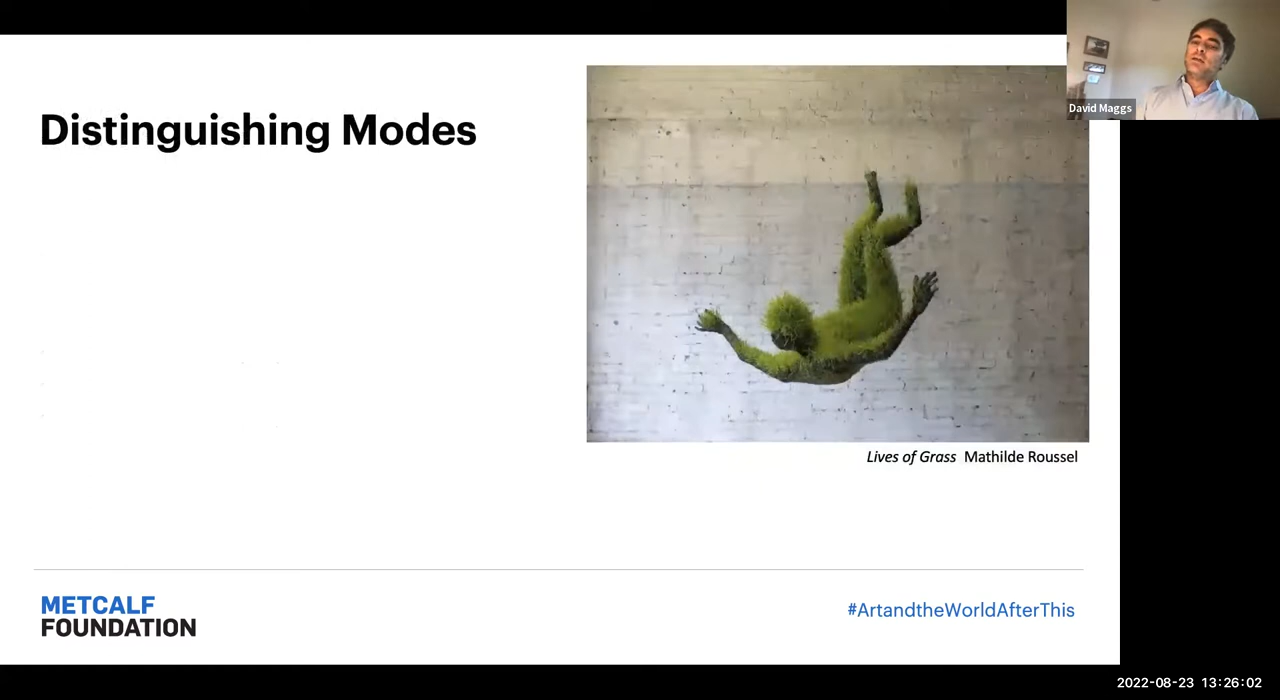 Distinguishing Modes
David Maggs
Lives of Grass Mathilde Roussel
METCALF
FOUNDATION
#ArtandtheWorldAfterThis
2022-08-23 13:26:02